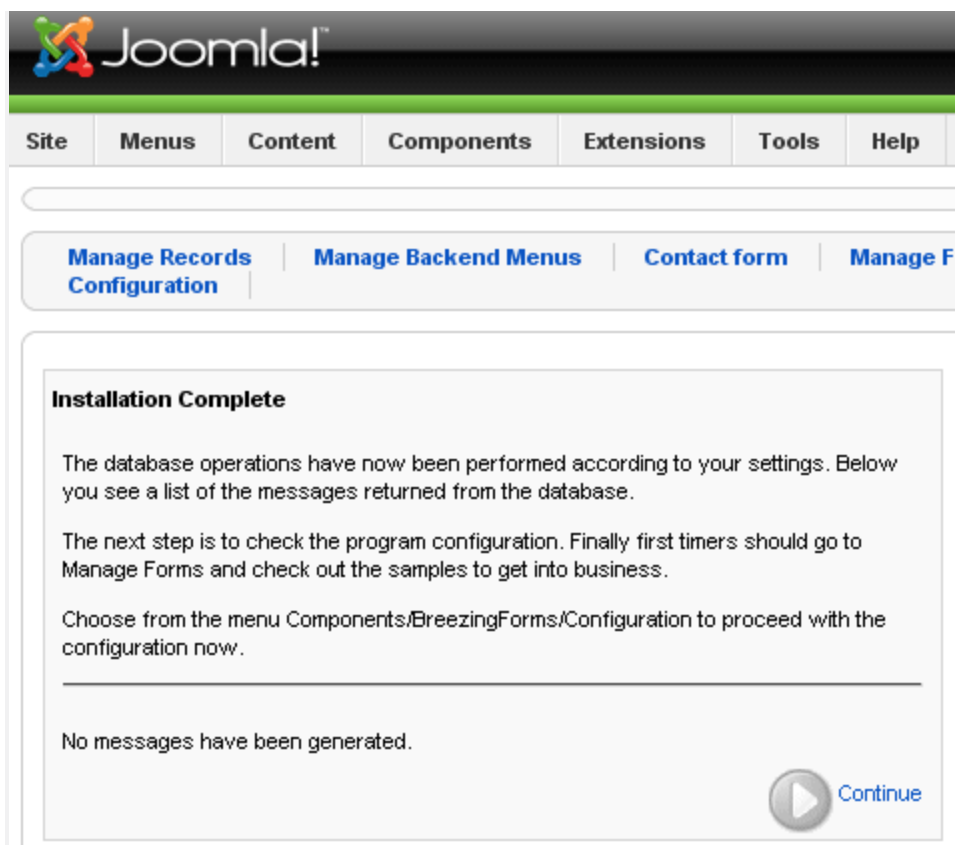 Joomla!™
Site Menus Content Components Extensions Tools Help
Manage Records Manage Backend Menus Contact form Manage F
Configuration
Installation Complete
The database operations have now been performed according to your settings. Below
you see a list of the messages returned from the database.
The next step is to check the program configuration. Finally first timers should go to
Manage Forms and check out the samples to get into business.
Choose from the menu Components/BreezingForms/Configuration to proceed with the
configuration now.
No messages have been generated.
Continue